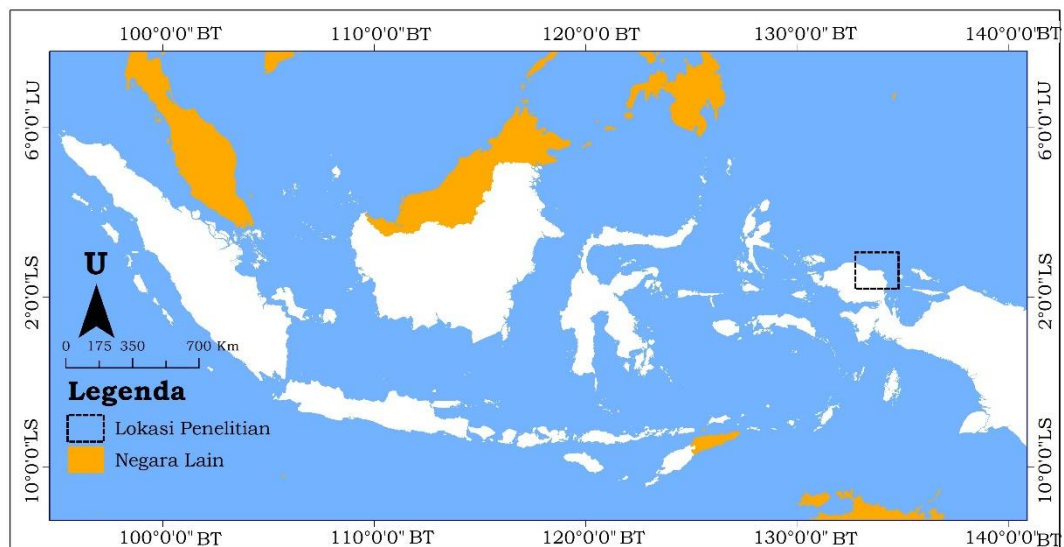 100°0'0"BT 110°0'0"BT 120°0'0"BT 130°0'0"BT 140°0'0"BT
6°0'0"LU 6°0'0"LU
2°0'0"LS 2°0'0"LS
10°0'0"LS 10°0'0"LS
U
0 175 350 700 Km
Legenda
Lokasi Penelitian
Negara Lain
100°0'0"BT 110°0'0"BT 120°0'0"BT 130°0'0"BT 140°0'0"BT